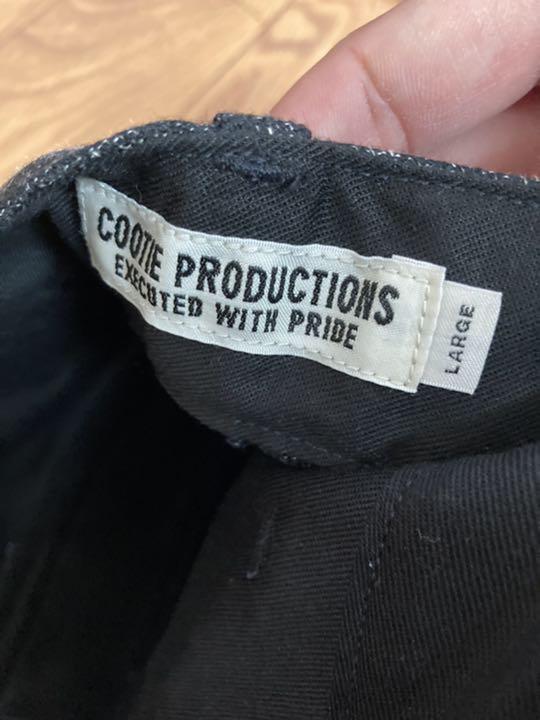 COOTIE PRODUCTIONS
EXECUTED WITH PRIDE
LARGE